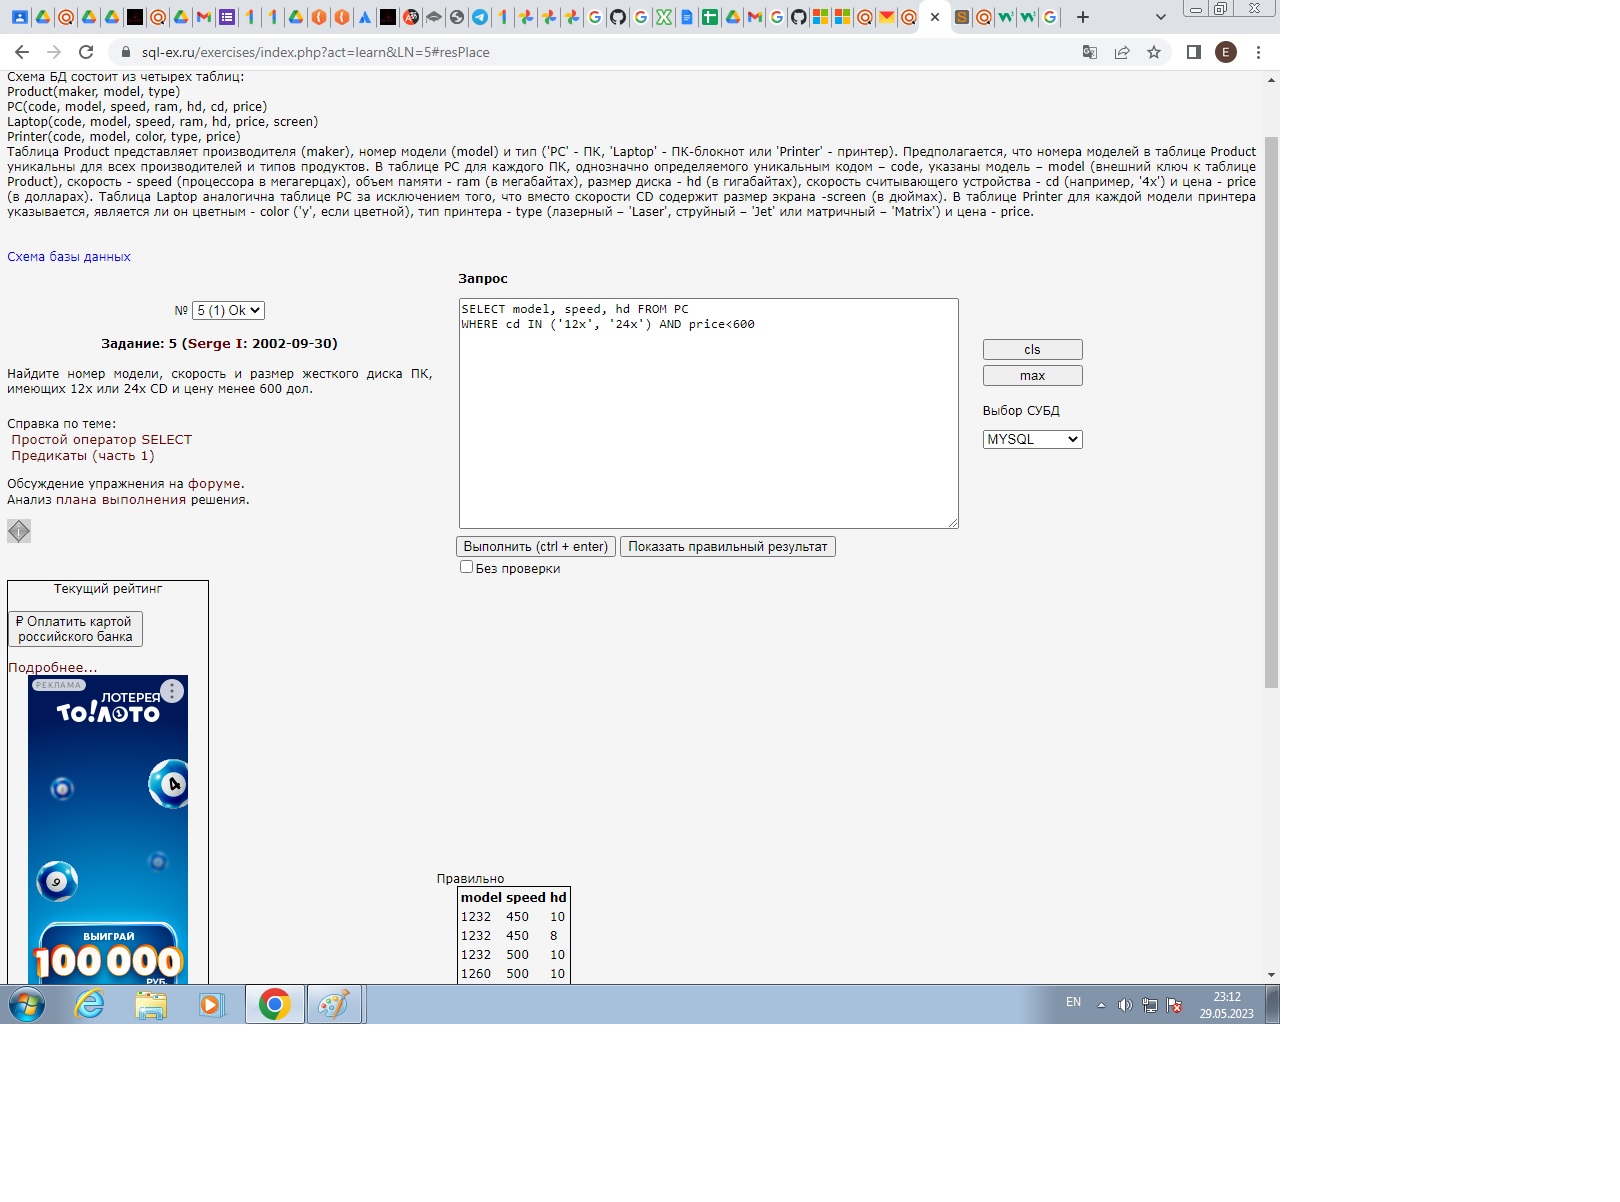 sql-ex.ru/exercises/index.php?act=learn&LN=5#resPlace
E
Схема БД состоит из четырех таблиц:
Product(maker, model, type)
PC(code, model, speed, ram, hd, cd, price)
Laptop(code, model, speed, ram, hd, price, screen)
Printer(code, model, color, type, price)
Таблица Product представляет производителя (maker), номер модели (model) и тип ('PC' - ПК, 'Laptop' - ПК-блокнот или 'Printer' - принтер). Предполагается, что номера моделей в таблице Product
уникальны для всех производителей и типов продуктов. В таблице PC для каждого ПК, однозначно определяемого уникальным кодом – code, указаны модель – model (внешний ключ к таблице
Product), скорость - speed (процессора в мегагерцах), объем памяти - ram (в мегабайтах), размер диска - hd (в гигабайтах), скорость считывающего устройства - cd (например, '4x') и цена - price
(в долларах). Таблица Laptop аналогична таблице РС за исключением того, что вместо скорости CD содержит размер экрана -screen (в дюймах). В таблице Printer для каждой модели принтера
указывается, является ли он цветным - color ('y', если цветной), тип принтера - type (лазерный – 'Laser', струйный – 'Jet' или матричный – 'Matrix') и цена - price.
Схема базы данных
Запрос
№ 5 (1) Ok
SELECT model, speed, hd FROM PC
WHERE cd IN ('12x', '24x') AND price<600
Задание: 5 (Serge I: 2002-09-30)
cls
max
Найдите номер модели, скорость и размер жесткого диска ПК,
имеющих 12x или 24x CD и цену менее 600 дол.
Выбор СУБД
MYSQL
Справка по теме:
Простой оператор SELECT
Предикаты (часть 1)
Обсуждение упражнения на форуме.
Анализ плана выполнения решения.
Выполнить (ctrl + enter) Показать правильный результат
Без проверки
Текущий рейтинг
₽ Оплатить картой
российского банка
Подробнее...
РЕКЛАМА
ЛОТЕРЕЯ
ТО!ЛОТО
4
9
ВЫИГРАЙ
100 000
РУБ.
Правильно
model speed hd
1232 450 10
1232 450 8
1232 500 10
1260 500 10
EN
23:12
29.05.2023